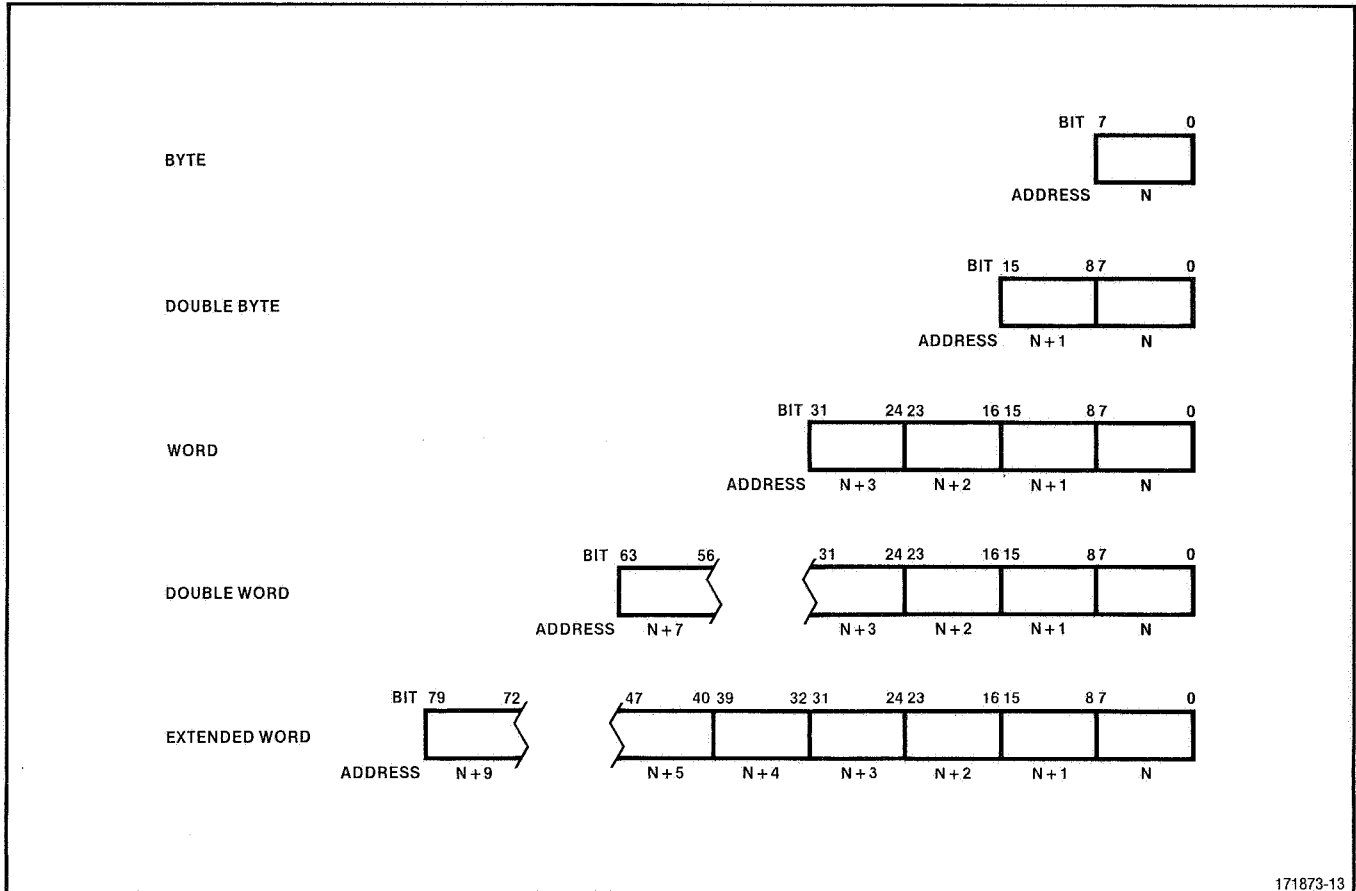 BIT 7 0
BYTE
ADDRESS N
BIT 15 8 7 0
DOUBLE BYTE
ADDRESS N+1 N
BIT 31 24 23 16 15 8 7 0
WORD
ADDRESS N+3 N+2 N+1 N
BIT 63 56 31 24 23 16 15 8 7 0
DOUBLE WORD
ADDRESS N+7 N+3 N+2 N+1 N
BIT 79 72 47 40 39 32 31 24 23 16 15 8 7 0
EXTENDED WORD
ADDRESS N+9 N+5 N+4 N+3 N+2 N+1 N
171873-13